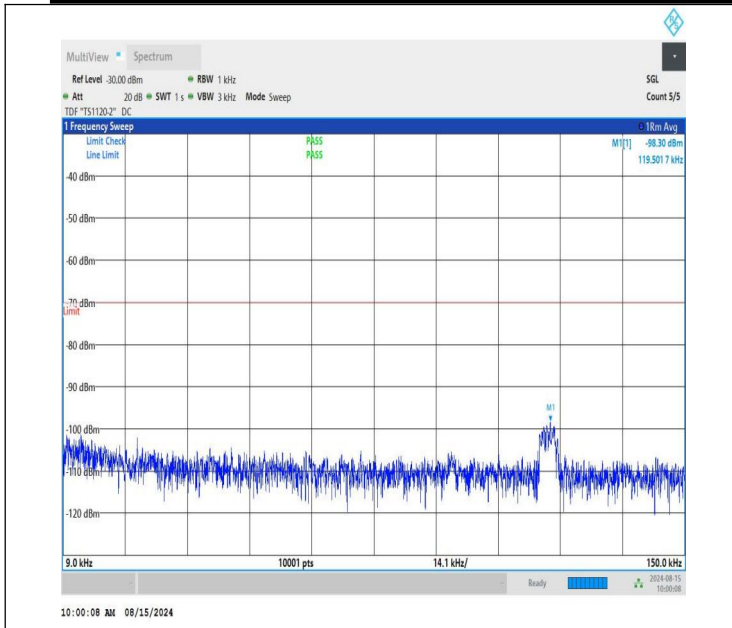 R S
MultiView Spectrum
Ref Level -30.00 dBm RBW 1 kHz SGL
Att 20 dB SWT 1 s VBW 3 kHz Mode Sweep Count 5/5
TDF "TS1120-2" DC
1 Frequency Sweep 1Rm Avg
Limit Check PASS M1[1] -98.30 dBm
Line Limit PASS 119.501 7 kHz
-40 dBm
-50 dBm
-60 dBm
-70 dBm
Limit
-80 dBm
-90 dBm
M1
-100 dBm
-110 dBm
-120 dBm
9.0 kHz 10001 pts 14.1 kHz/ 150.0 kHz
Ready 2024-08-15
10:00:08
10:00:08 AM 08/15/2024